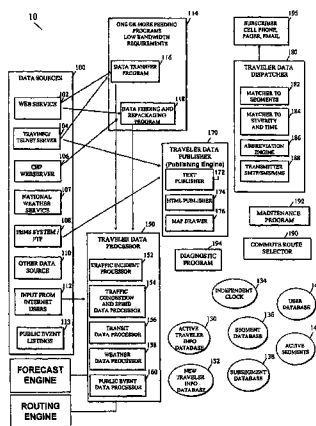 10
100
DATA SOURCES
102
WEB SERVICE
104
TRAVINFO/
TELNET SERVER
106
CHP
WEBSERVER
107
NATIONAL
WEATHER
SERVICE
108
PEMS SYSTEM /
FTP
110
OTHER DATA
SOURCE
112
INPUT FROM
INTERNET
USERS
113
PUBLIC EVENT
LISTINGS
FORECAST
ENGINE
ROUTING
ENGINE
114
ONE OR MORE FEEDING
PROGRAMS
LOW BANDWIDTH
REQUIREMENTS
116
DATA TRANSFER
PROGRAM
118
DATA FEEDING AND
REPACKAGING
PROGRAM
150
TRAVELER DATA
PROCESSOR
152
TRAFFIC INCIDENT
PROCESSOR
154
TRAFFIC
CONDITION
AND SPEED
DATA PROCESSOR
156
TRANSIT DATA
PROCESSOR
158
WEATHER DATA
PROCESSOR
160
PUBLIC EVENT
DATA PROCESSOR
170
TRAVELER DATA
PUBLISHER
(Publishing Engine)
172
TEXT
PUBLISHER
174
HTML PUBLISHER
176
MAP DRAWER
194
DIAGNOSTIC
PROGRAM
195
SUBSCRIBER
CELL PHONE,
PAGER, EMAIL
180
TRAVELER DATA
DISPATCHER
182
MATCHER TO
SEGMENTS
184
MATCHER TO
SEVERITY AND
TIME
186
ABBREVIATION
ENGINE
188
TRANSMITTER
SMTP/SMS/MMS
192
MAINTENANCE
PROGRAM
190
COMMUTE ROUTE
SELECTOR
134
INDEPENDENT
CLOCK
130
ACTIVE
TRAVELER
INFO
DATABASE
132
NEW
TRAVELER
INFO
DATABASE
136
SEGMENT
DATABASE
138
SUBSEGMENT
DATABASE
USER
DATABASE
ACTIVE
SEGMENTS